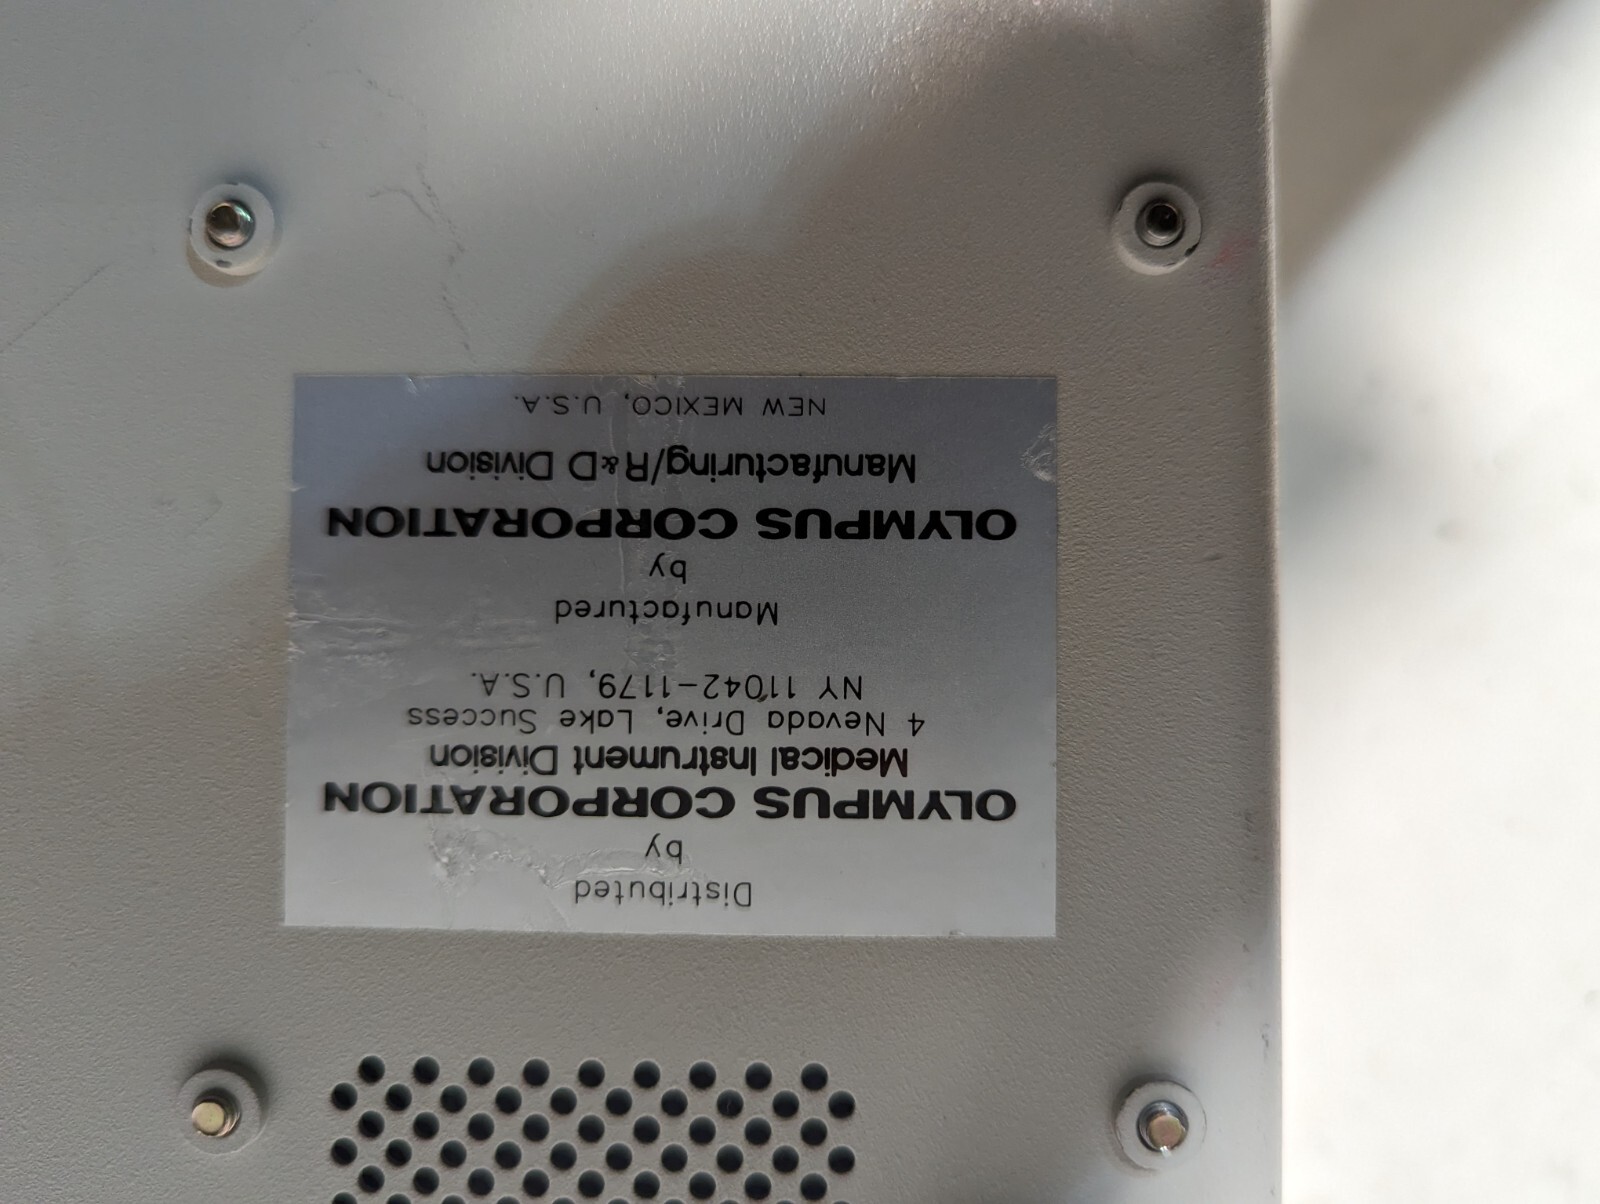 Distributed
by
OLYMPUS CORPORATION
Medical Instrument Division
4 Nevada Drive, Lake Success
NY 11042-1179, U.S.A.
Manufactured
by
OLYMPUS CORPORATION
Manufacturing/R&D Division
NEW MEXICO, U.S.A.